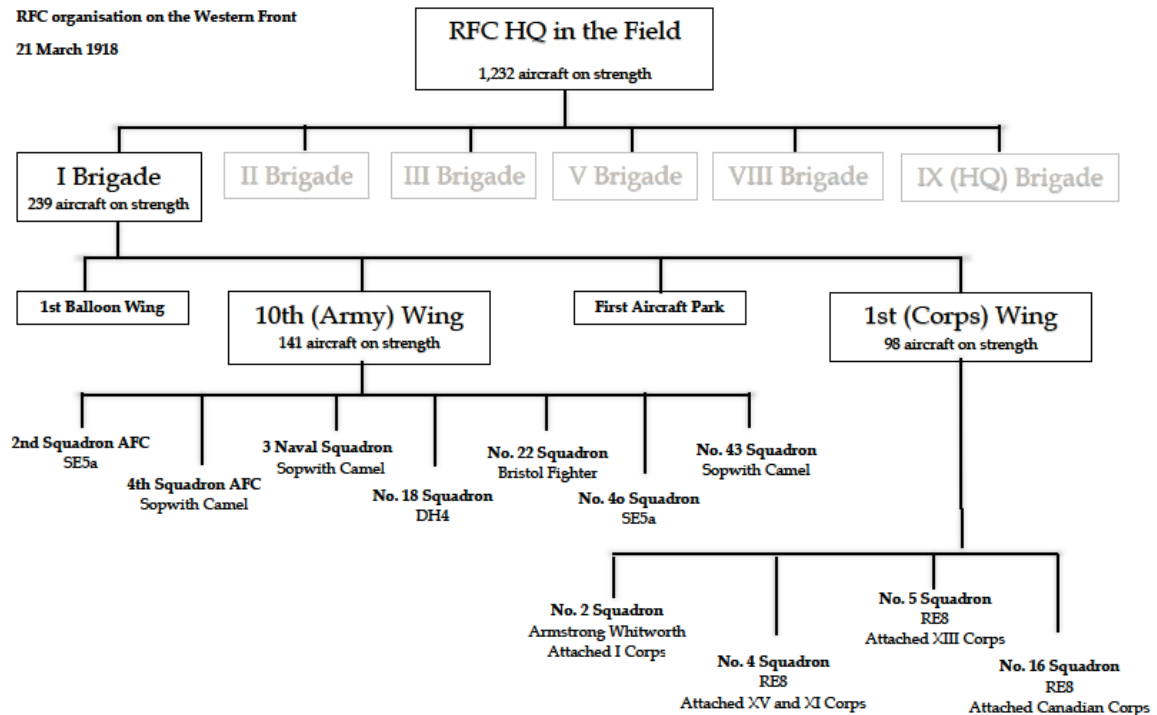 RFC organisation on the Western Front
21 March 1918
RFC HQ in the Field
1,232 aircraft on strength
I Brigade
239 aircraft on strength
II Brigade
III Brigade
V Brigade
VIII Brigade
IX (HQ) Brigade
1st Balloon Wing
10th (Army) Wing
141 aircraft on strength
First Aircraft Park
1st (Corps) Wing
98 aircraft on strength
2nd Squadron AFC
SE5a
4th Squadron AFC
Sopwith Camel
3 Naval Squadron
Sopwith Camel
No. 18 Squadron
DH4
No. 22 Squadron
Bristol Fighter
No. 4o Squadron
SE5a
No. 43 Squadron
Sopwith Camel
No. 2 Squadron
Armstrong Whitworth
Attached I Corps
No. 4 Squadron
RE8
Attached XV and XI Corps
No. 5 Squadron
RE8
Attached XIII Corps
No. 16 Squadron
RE8
Attached Canadian Corps